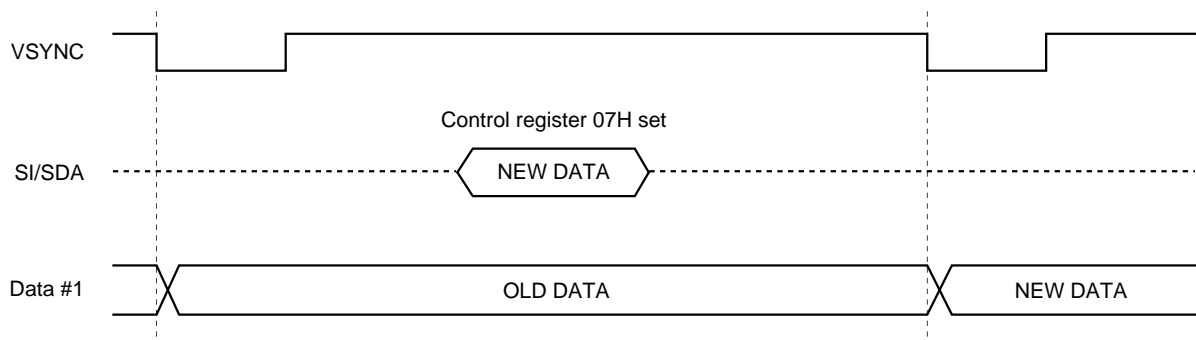 VSYNC
Control register 07H set
SI/SDA
NEW DATA
Data #1
OLD DATA
NEW DATA